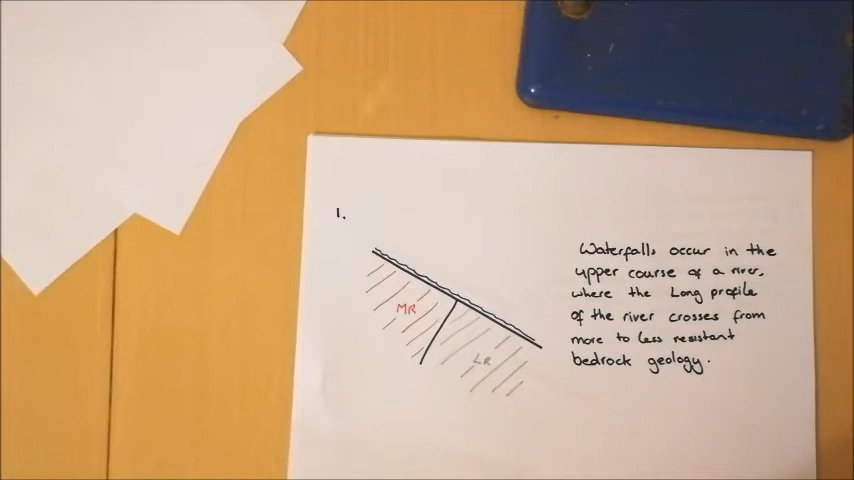 1.
MR
LR
Waterfalls occur in the
upper course of a river,
where the Long profile
of the river crosses from
more to less resistant
bedrock geology.